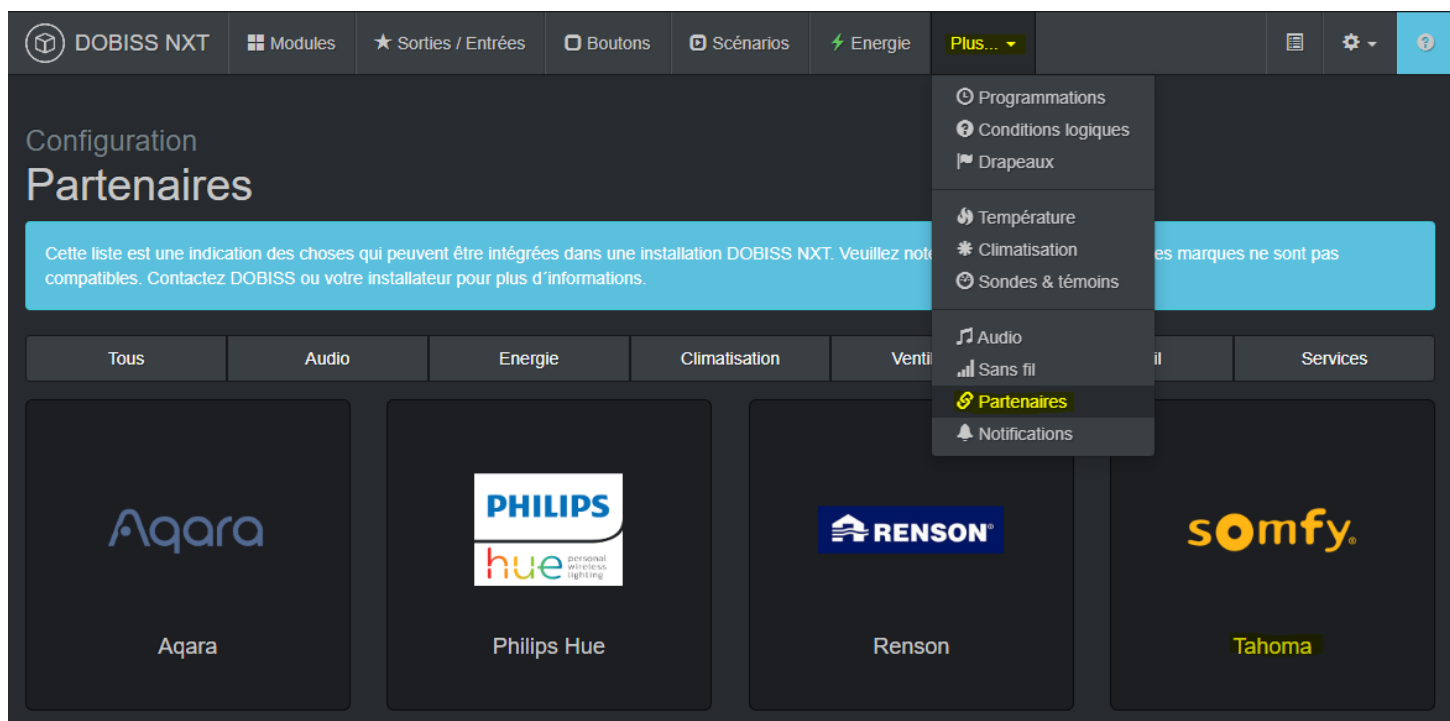 DOBISS NXT
Modules
Sorties / Entrées
Boutons
Scénarios
Energie
Plus...
Programmations
Conditions logiques
Drapeaux
Température
Climatisation
Sondes & témoins
Audio
Sans fil
Partenaires
Notifications
Configuration
Partenaires
Cette liste est une indication des choses qui peuvent être intégrées dans une installation DOBISS NXT. Veuillez note es marques ne sont pas
compatibles. Contactez DOBISS ou votre installateur pour plus d´informations.
Tous
Audio
Energie
Climatisation
Venti
il
Services
Aqara
PHILIPS
hue personal
wireless
lighting
RENSON®
somfy®
Aqara
Philips Hue
Renson
Tahoma